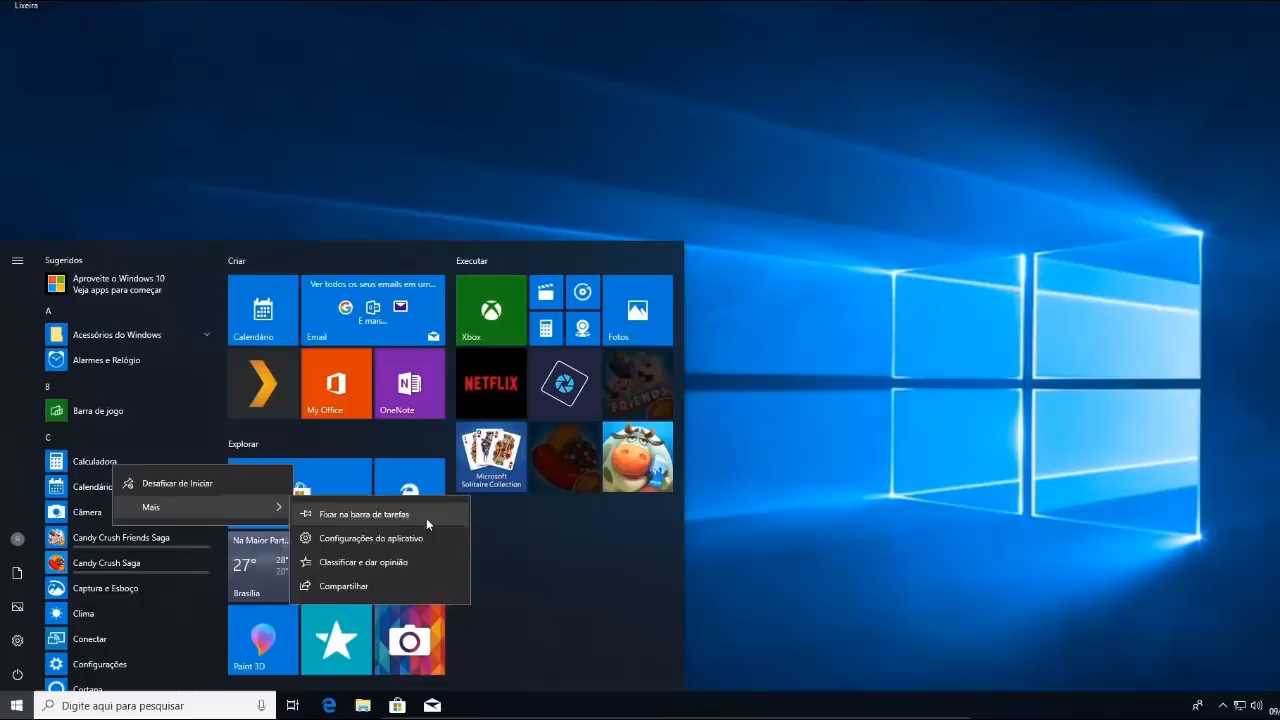 Lixeira
Sugeridos
Aproveite o Windows 10
Veja apps para começar
A
Acessórios do Windows
Alarmes e Relógio
B
Barra de jogo
C
Calculadora
Calendário
Câmera
Candy Crush Friends Saga
Candy Crush Saga
Captura e Esboço
Clima
Conectar
Configurações
Cortana
Desafixar de Iniciar
Mais
Fixar na barra de tarefas
Configurações do aplicativo
Classificar e dar opinião
Compartilhar
Criar
Calendário
Ver todos os seus emails em um...
E mais...
Email
My Office
OneNote
Explorar
Na Maior Part...
27° 28°
20°
Brasília
Paint 3D
Executar
Xbox
Fotos
NETFLIX
FRIENDS
Microsoft
Solitaire Collection
Digite aqui para pesquisar